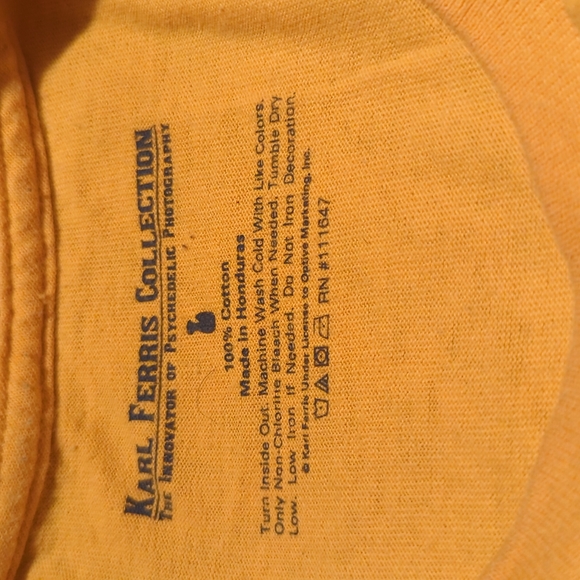 KARL FERRIS COLLECTION
THE INNOVATOR OF PSYCHEDELIC PHOTOGRAPHY
L
100% Cotton
Made In Honduras
Turn Inside Out. Machine Wash Cold With Like Colors.
Only Non-Chlorine Bleach When Needed. Tumble Dry
Low. Low Iron If Needed. Do Not Iron Decoration.
© Karl Ferris Under License to Optive Marketing, Inc.
RN #111647